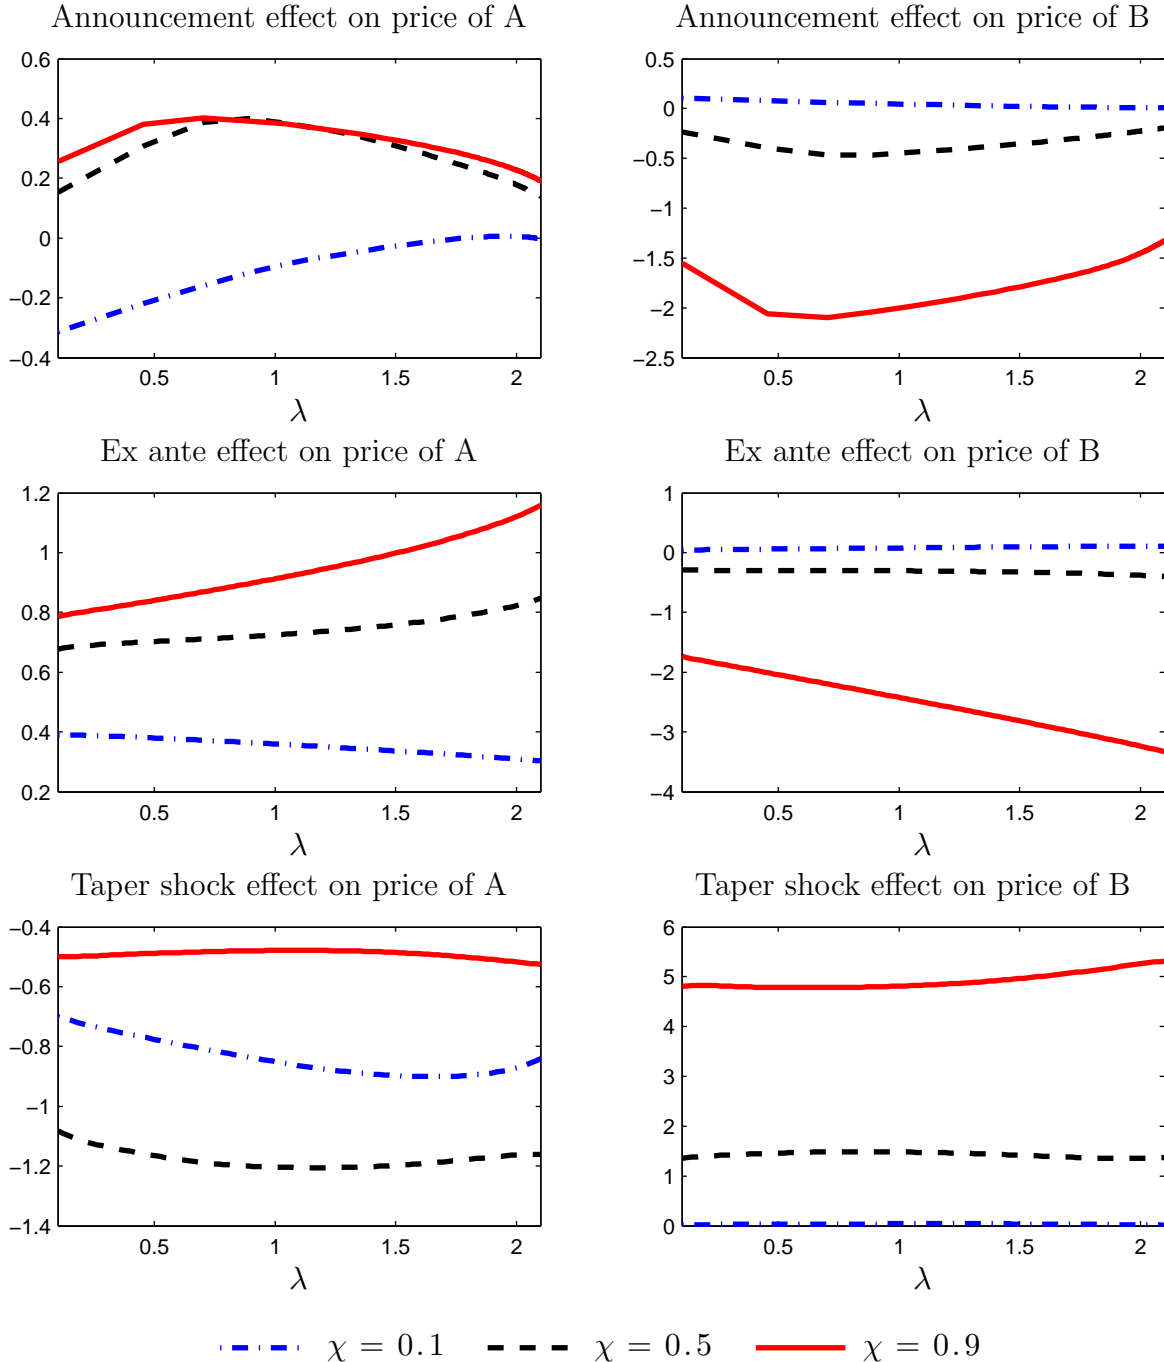 Announcement effect on price of A
0.6
0.4
0.2
0
−0.2
−0.4
0.5 1 1.5 2
λ
Announcement effect on price of B
0.5
0
−0.5
−1
−1.5
−2
−2.5
0.5 1 1.5 2
λ
Ex ante effect on price of A
1.2
1
0.8
0.6
0.4
0.2
0.5 1 1.5 2
λ
Ex ante effect on price of B
1
0
−1
−2
−3
−4
0.5 1 1.5 2
λ
Taper shock effect on price of A
−0.4
−0.6
−0.8
−1
−1.2
−1.4
0.5 1 1.5 2
λ
Taper shock effect on price of B
6
5
4
3
2
1
0
0.5 1 1.5 2
λ
χ = 0.1 χ = 0.5 χ = 0.9